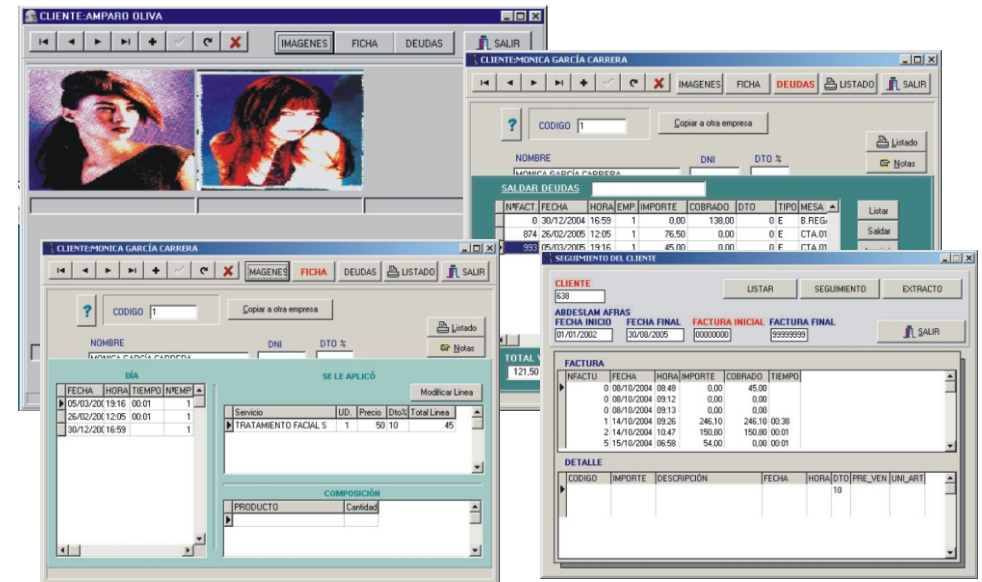 CLIENTE:AMPARO OLIVA
IMAGENES FICHA DEUDAS SALIR
CLIENTE:MONICA GARCÍA CARRERA
IMAGENES FICHA DEUDAS LISTADO SALIR
? CODIGO 1 Copiar a otra empresa
Listado
Notas
NOMBRE DNI DTO %
MONICA GARCÍA CARRERA
SALDAR DEUDAS
NºFACT. FECHA HORA EMP. IMPORTE COBRADO DTO TIPO MESA
0 30/12/2004 16:59 1 0,00 138,00 0 E B.REGA
874 26/02/2005 12:05 1 76,50 0,00 0 E CTA.01
993 05/03/2005 19:16 1 45,00 0,00 0 E CTA.01
Listar
Saldar
TOTAL V
121,50
CLIENTE:MONICA GARCÍA CARRERA
MAGENES FICHA DEUDAS LISTADO SALIR
? CODIGO 1 Copiar a otra empresa
Listado
Notas
NOMBRE DNI DTO %
MONICA GARCÍA CARRERA
DÍA
FECHA HORA TIEMPO NºEMP
05/03/200 19:16 00:01 1
26/02/200 12:05 00:01 1
30/12/200 16:59 1
SE LE APLICÓ
Modificar Linea
Servicio UD. Precio Dto% Total Linea
TRATAMIENTO FACIAL S 1 50 10 45
COMPOSICIÓN
PRODUCTO Cantidad
SEGUIMIENTO DEL CLIENTE
CLIENTE
638
LISTAR SEGUIMIENTO EXTRACTO
ABDESLAM AFRAS
FECHA INICIO FECHA FINAL FACTURA INICIAL FACTURA FINAL
01/01/2002 30/08/2005 00000000 99999999
SALIR
FACTURA
NFACTU FECHA HORA IMPORTE COBRADO TIEMPO
0 08/10/2004 08:48 0,00 45,00
0 08/10/2004 09:12 0,00 0,00
0 08/10/2004 09:13 0,00 0,00
1 14/10/2004 09:26 246,10 246,10 00:38
2 14/10/2004 10:47 150,80 150,80 00:01
5 15/10/2004 06:58 54,00 0,00 00:01
DETALLE
CODIGO IMPORTE DESCRIPCIÓN FECHA HORA DTO PRE_VEN UNI_ART
10